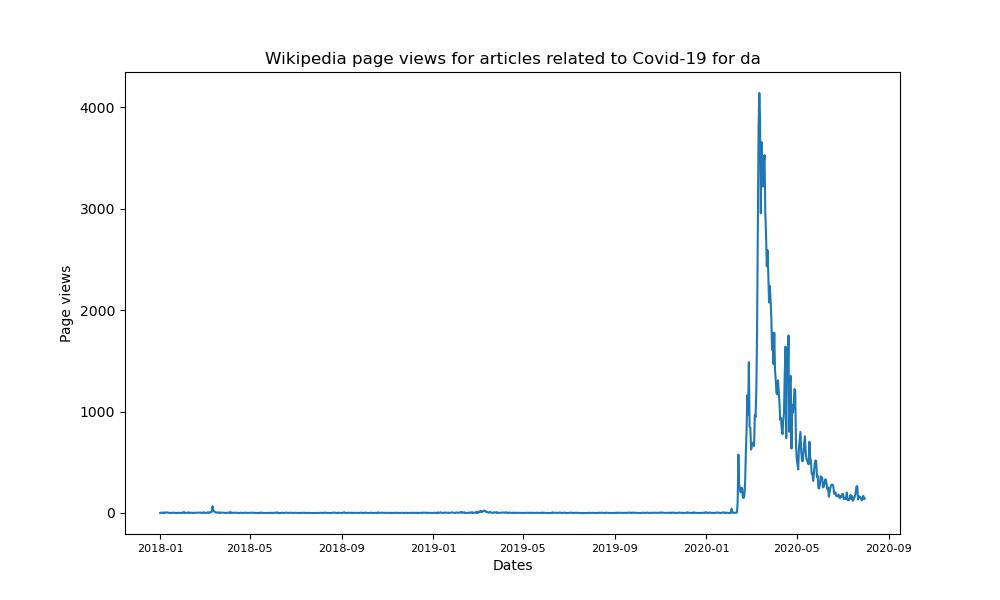 Wikipedia page views for articles related to Covid-19 for da
Page views
4000
3000
2000
1000
0
2018-01 2018-05 2018-09 2019-01 2019-05 2019-09 2020-01 2020-05 2020-09
Dates